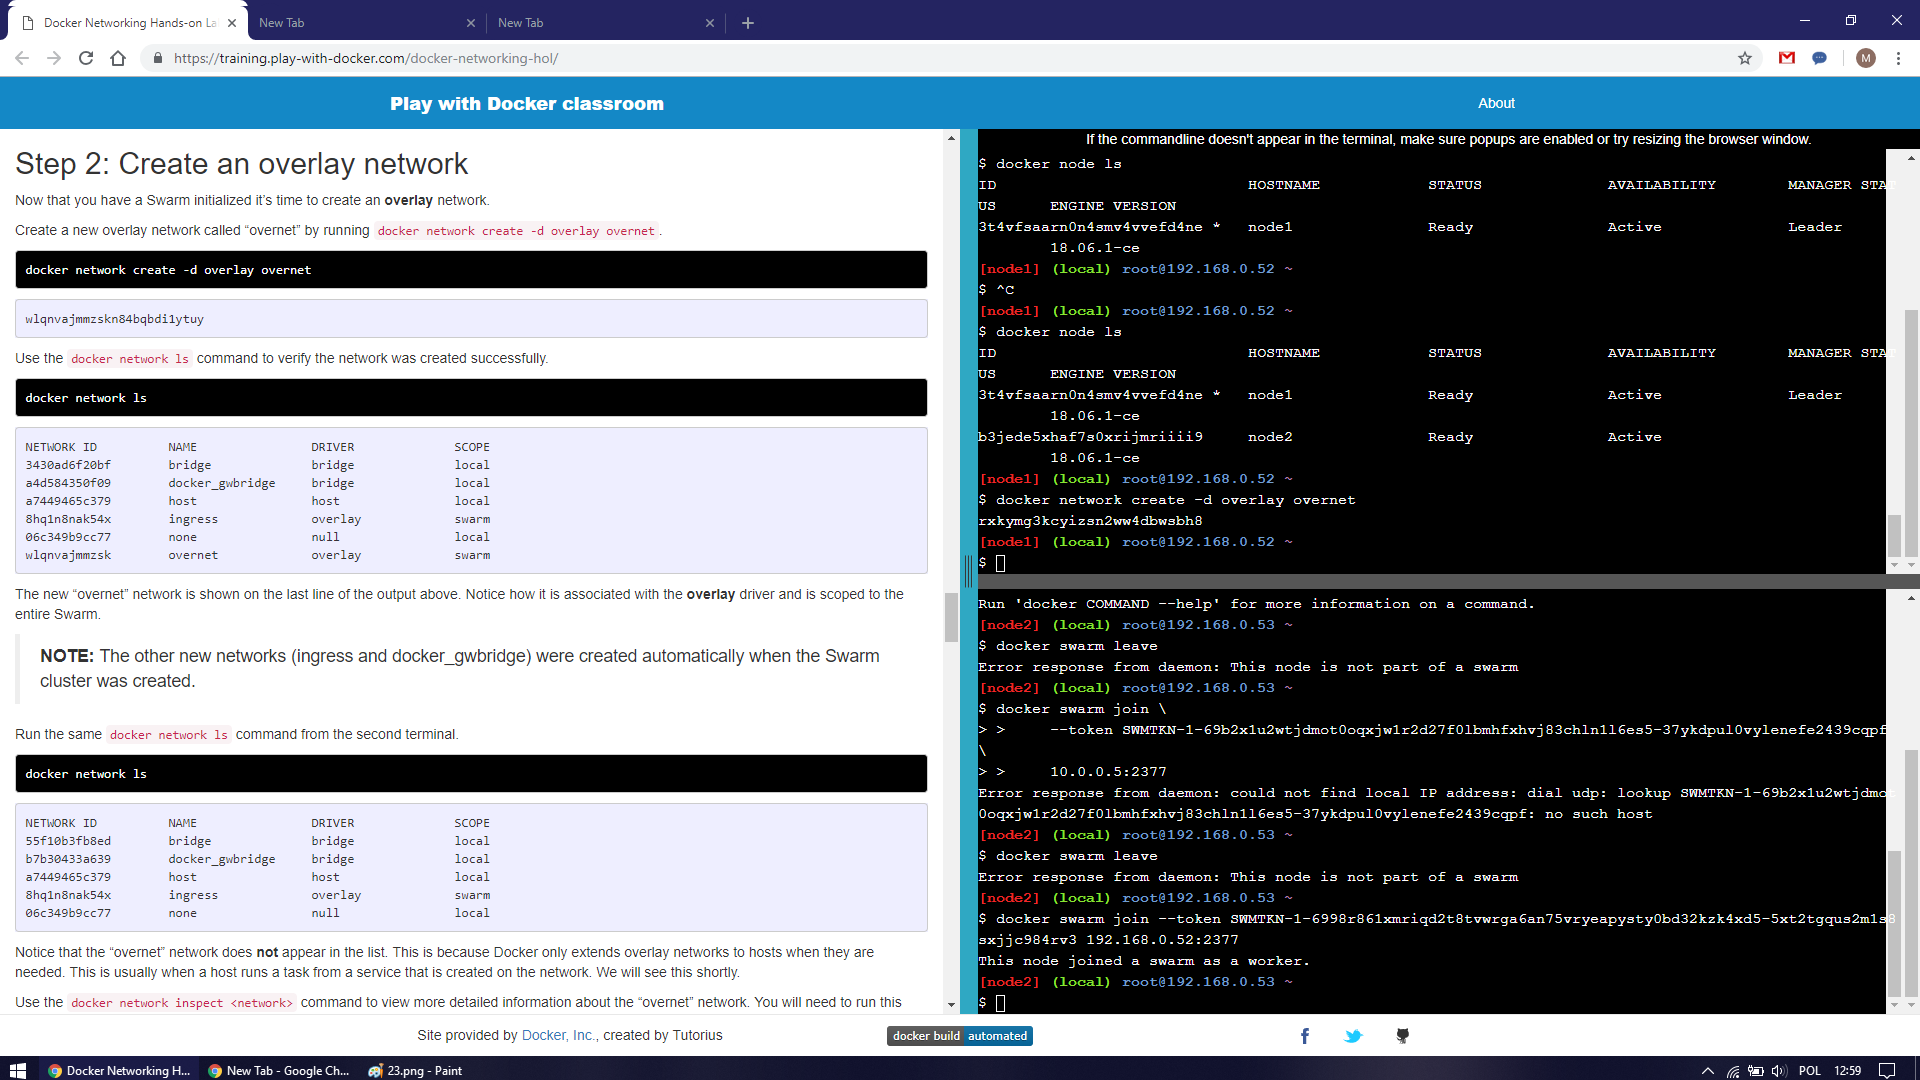 Docker Networking Hands-on La
New Tab
New Tab
https://training.play-with-docker.com/docker-networking-hol/
M
Play with Docker classroom
About
Step 2: Create an overlay network
Now that you have a Swarm initialized it's time to create an overlay network.
Create a new overlay network called “overnet” by running docker network create -d overlay overnet .
docker network create -d overlay overnet
wlqnvajmmzskn84bqbdi1ytuy
Use the docker network ls command to verify the network was created successfully.
docker network ls
NETWORK ID NAME DRIVER SCOPE
3430ad6f20bf bridge bridge local
a4d584350f09 docker_gwbridge bridge local
a7449465c379 host host local
8hq1n8nak54x ingress overlay swarm
06c349b9cc77 none null local
wlqnvajmmzsk overnet overlay swarm
The new “overnet” network is shown on the last line of the output above. Notice how it is associated with the overlay driver and is scoped to the
entire Swarm.
NOTE: The other new networks (ingress and docker_gwbridge) were created automatically when the Swarm
cluster was created.
Run the same docker network ls command from the second terminal.
docker network ls
NETWORK ID NAME DRIVER SCOPE
55f10b3fb8ed bridge bridge local
b7b30433a639 docker_gwbridge bridge local
a7449465c379 host host local
8hq1n8nak54x ingress overlay swarm
06c349b9cc77 none null local
Notice that the “overnet” network does not appear in the list. This is because Docker only extends overlay networks to hosts when they are
needed. This is usually when a host runs a task from a service that is created on the network. We will see this shortly.
Use the docker network inspect <network> command to view more detailed information about the “overnet” network. You will need to run this
If the commandline doesn't appear in the terminal, make sure popups are enabled or try resizing the browser window.
$ docker node ls
ID HOSTNAME STATUS AVAILABILITY MANAGER STAT
US ENGINE VERSION
3t4vfsaarn0n4smv4vvefd4ne * node1 Ready Active Leader
18.06.1-ce
[node1] (local) root@192.168.0.52 ~
$ ^C
[node1] (local) root@192.168.0.52 ~
$ docker node ls
ID HOSTNAME STATUS AVAILABILITY MANAGER STAT
US ENGINE VERSION
3t4vfsaarn0n4smv4vvefd4ne * node1 Ready Active Leader
18.06.1-ce
b3jede5xhaf7s0xrijmriiii9 node2 Ready Active
18.06.1-ce
[node1] (local) root@192.168.0.52 ~
$ docker network create -d overlay overnet
rxkymg3kcyizsn2ww4dbwsbh8
[node1] (local) root@192.168.0.52 ~
$
Run 'docker COMMAND --help' for more information on a command.
[node2] (local) root@192.168.0.53 ~
$ docker swarm leave
Error response from daemon: This node is not part of a swarm
[node2] (local) root@192.168.0.53 ~
$ docker swarm join \
> > --token SWMTKN-1-69b2x1u2wtjdmot0oqxjw1r2d27f0lbmhfxhvj83chln1l6es5-37ykdpul0vylenefe2439cqpf
\
> > 10.0.0.5:2377
Error response from daemon: could not find local IP address: dial udp: lookup SWMTKN-1-69b2x1u2wtjdmot
0oqxjw1r2d27f0lbmhfxhvj83chln1l6es5-37ykdpul0vylenefe2439cqpf: no such host
[node2] (local) root@192.168.0.53 ~
$ docker swarm leave
Error response from daemon: This node is not part of a swarm
[node2] (local) root@192.168.0.53 ~
$ docker swarm join --token SWMTKN-1-6998r861xmriqd2t8tvwrga6an75vryeapysty0bd32kzk4xd5-5xt2tgqus2m1s8
sxjjc984rv3 192.168.0.52:2377
This node joined a swarm as a worker.
[node2] (local) root@192.168.0.53 ~
$
Site provided by Docker, Inc., created by Tutorius
docker build automated
Docker Networking H...
New Tab - Google Ch...
23.png - Paint
POL
12:59